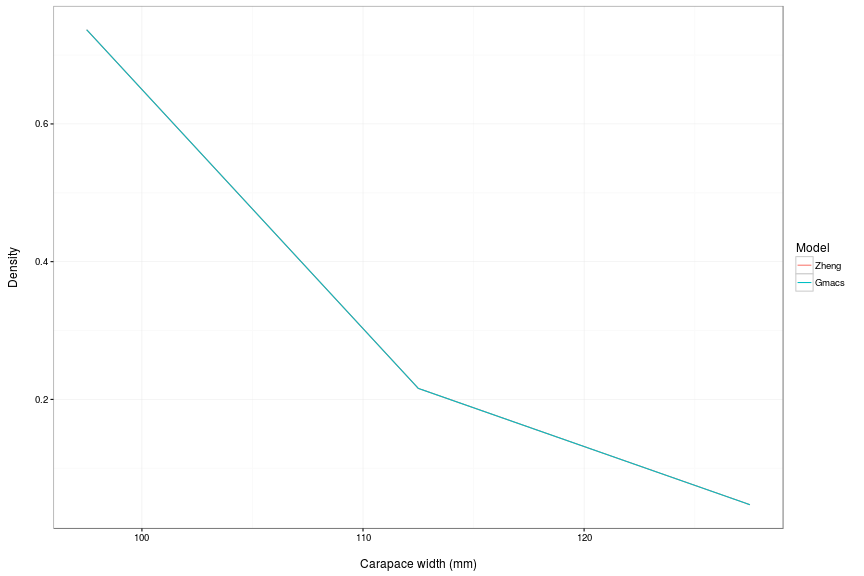 0.6
0.4
0.2
Density
100
110
120
Carapace width (mm)
Model
Zheng
Gmacs